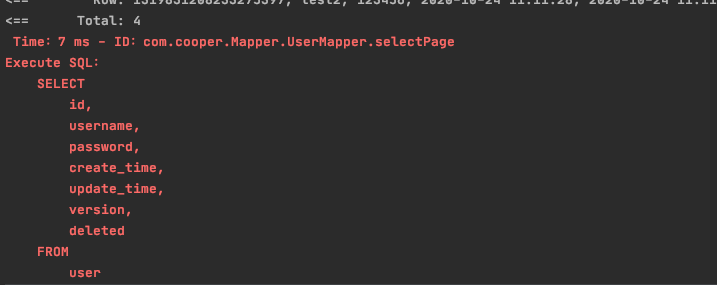 <==        Row: 1319831208233275397, test2, 123456, 2020-10-24 11:11:28, 2020-10-24 11:11
<==      Total: 4
 Time: 7 ms - ID: com.cooper.Mapper.UserMapper.selectPage
Execute SQL:
    SELECT
        id,
        username,
        password,
        create_time,
        update_time,
        version,
        deleted
    FROM
        user